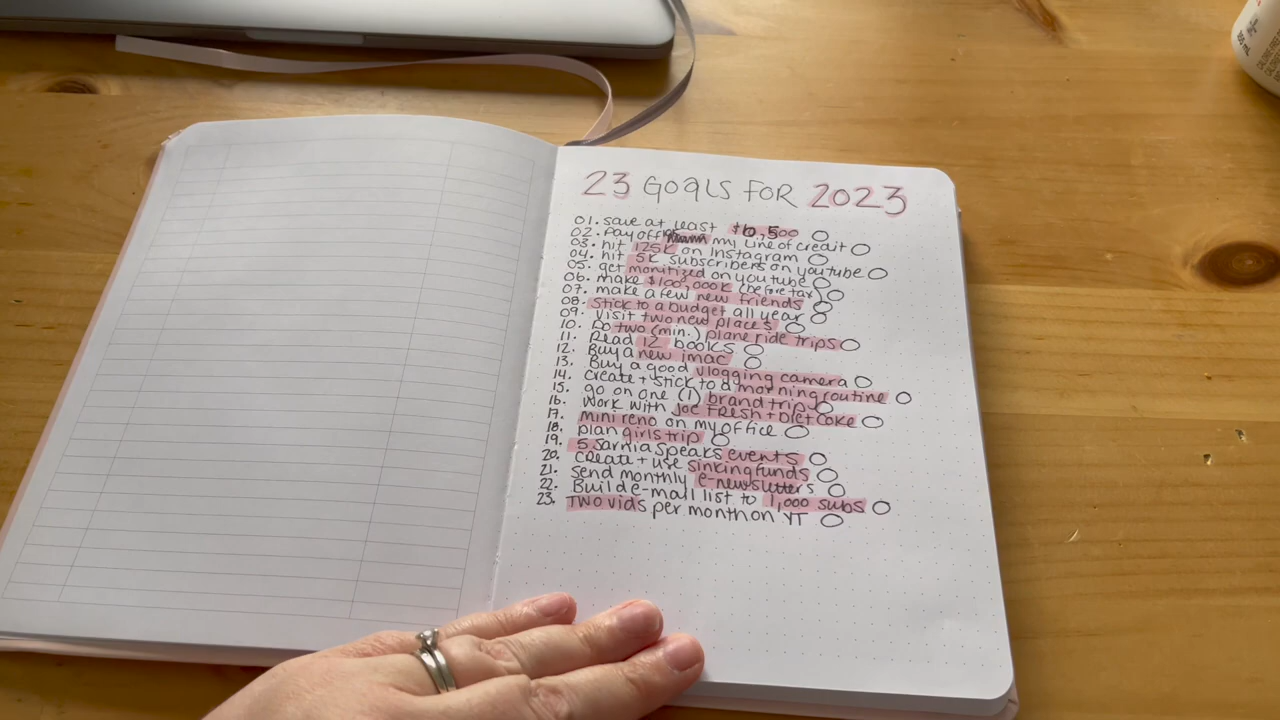 23 GOALS FOR 2023
01. save at least $6,500
02. Pay off my line of credit
03. hit 125K on Instagram
04. hit 5K subscribers on youtube
05. get monitized on youtube
06. make $100,000K (before tax)
07. make a few new friends
08. Stick to a budget all year
09. Visit two new places
10. Do two (min.) plane ride trips
11. Read 12 books
12. Buy a new imac
13. Buy a good vlogging camera
14. Create + stick to a morning routine
15. go on one (1) brand trip
16. Work with Joe Fresh + Diet Coke
17. mini reno on my office
18. plan girls trip
19. 5 Sarnia Speaks events
20. Create + use sinking funds
21. Send monthly e-newsletters
22. Build e-mail list to 1,000 subs
23. Two vids per month on YT